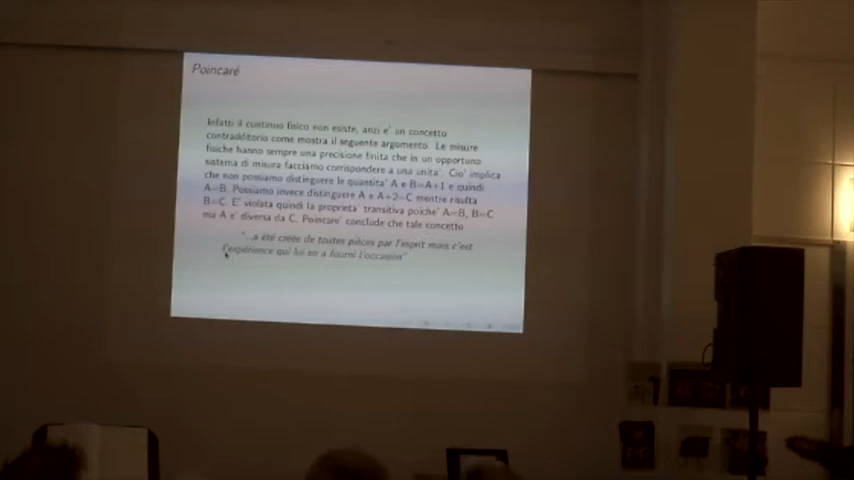 Poincaré
Infatti il continuo fisico non esiste, anzi e' un concetto
contraddittorio come mostra il seguente argomento. Le misure
fisiche hanno sempre una precisione finita che in un opportuno
sistema di misura facciamo corrispondere a una unita'. Cio' implica
che non possiamo distinguere le quantita' A e B=A+1 e quindi
A=B. Possiamo invece distinguere A e A+2=C mentre risulta
B=C. E' violata quindi la proprieta' transitiva poiche' A=B, B=C
ma A e' diversa da C. Poincare' conclude che tale concetto
"...a été créée de toutes pièces par l'esprit mais c'est
l'expérience qui lui en a fourni l'occasion"